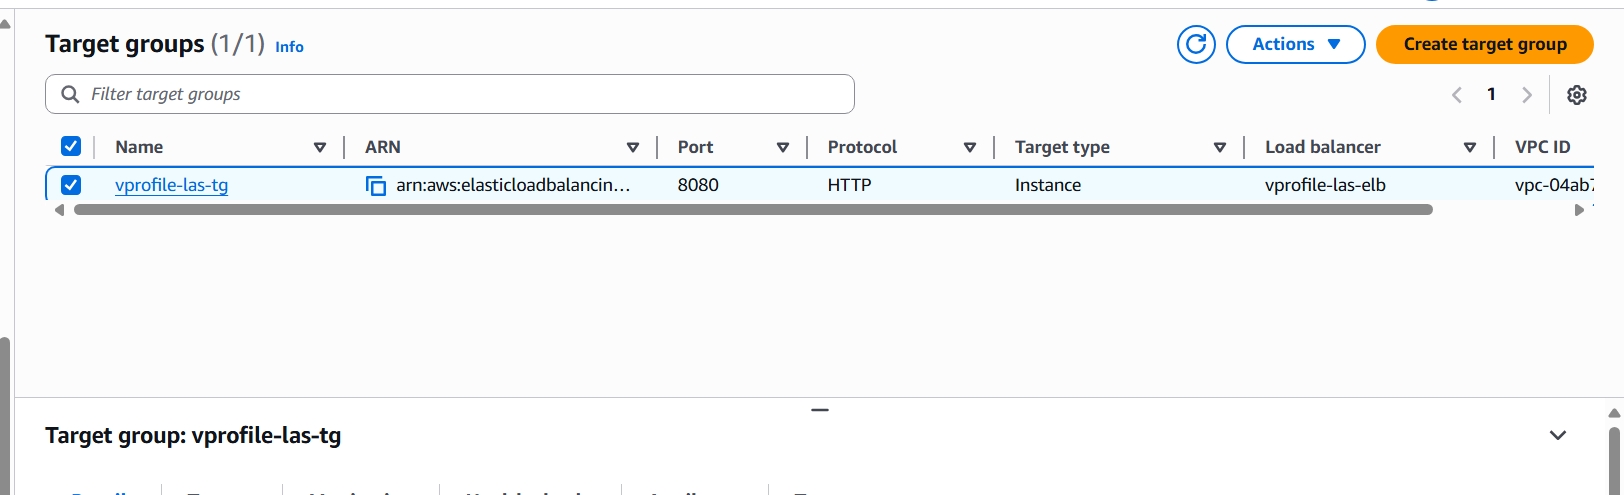 Target groups (1/1) Info
Actions
Create target group
Filter target groups
1
Name ARN Port Protocol Target type Load balancer VPC ID
vprofile-las-tg arn:aws:elasticloadbalancin... 8080 HTTP Instance vprofile-las-elb vpc-04ab7
Target group: vprofile-las-tg